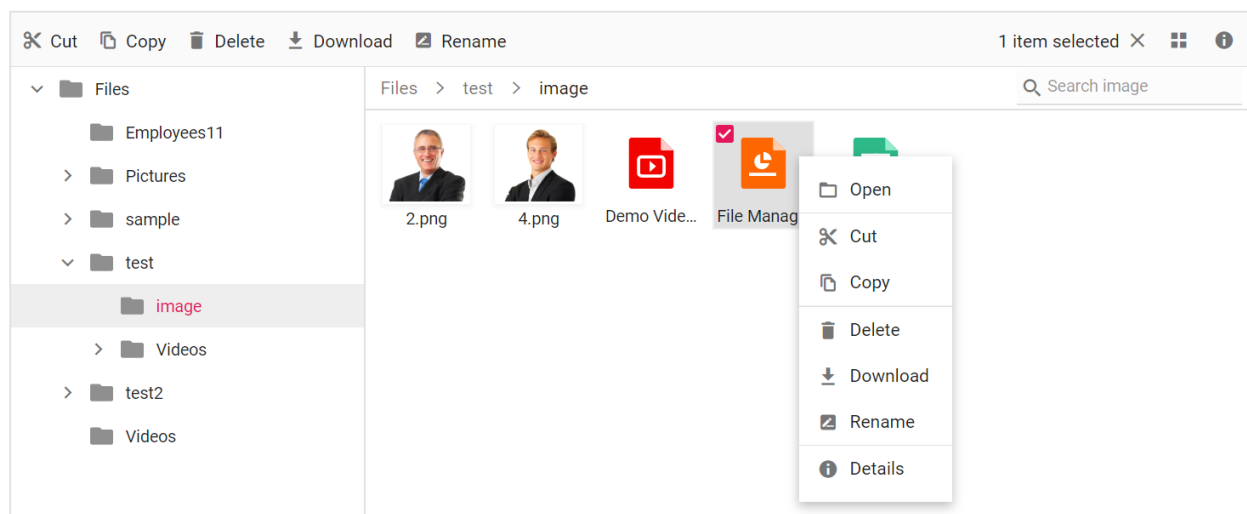 Cut Copy Delete Download Rename 1 item selected
Files
Employees11
Pictures
sample
test
image
Videos
test2
Videos
Files > test > image Search image
2.png 4.png Demo Vide... File Manag
Open
Cut
Copy
Delete
Download
Rename
Details